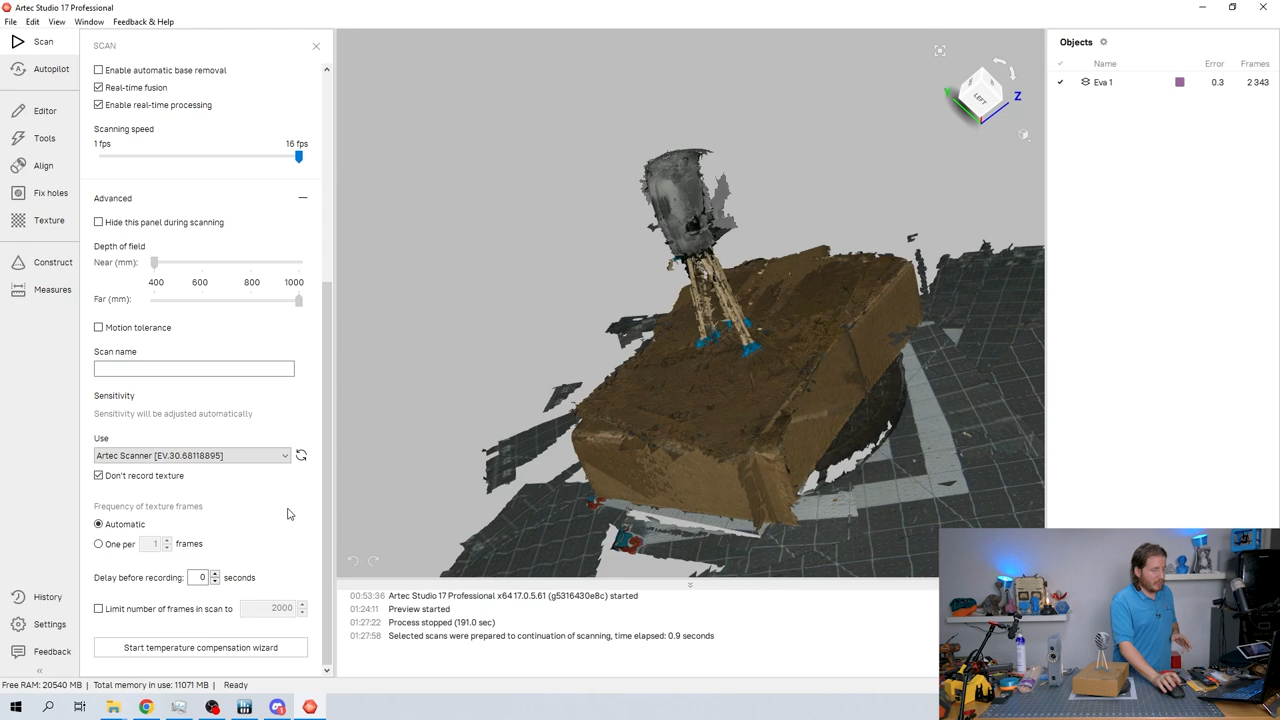 Artec Studio 17 Professional
File Edit View Window Feedback & Help
Scan
Autopilot
Editor
Tools
Align
Fix holes
Texture
Construct
Measures
History
Settings
Feedback
SCAN
Enable automatic base removal
Real-time fusion
Enable real-time processing
Scanning speed
1 fps 16 fps
Advanced
Hide this panel during scanning
Depth of field
Near (mm):
400 600 800 1000
Far (mm):
Motion tolerance
Scan name
Sensitivity
Sensitivity will be adjusted automatically
Use
Artec Scanner [EV.30.68118895]
Don't record texture
Frequency of texture frames
Automatic
One per 1 frames
Delay before recording: 0 seconds
Limit number of frames in scan to 2000
Start temperature compensation wizard
LEFT
Y Z
00:53:36 Artec Studio 17 Professional x64 17.0.5.61 (g5316430e8c) started
01:24:11 Preview started
01:27:22 Process stopped (191.0 sec)
01:27:58 Selected scans were prepared to continuation of scanning, time elapsed: 0.9 seconds
Objects
Name Error Frames
Eva 1 0.3 2 343
Free RAM: 20540 MB | Total memory in use: 11071 MB | Ready